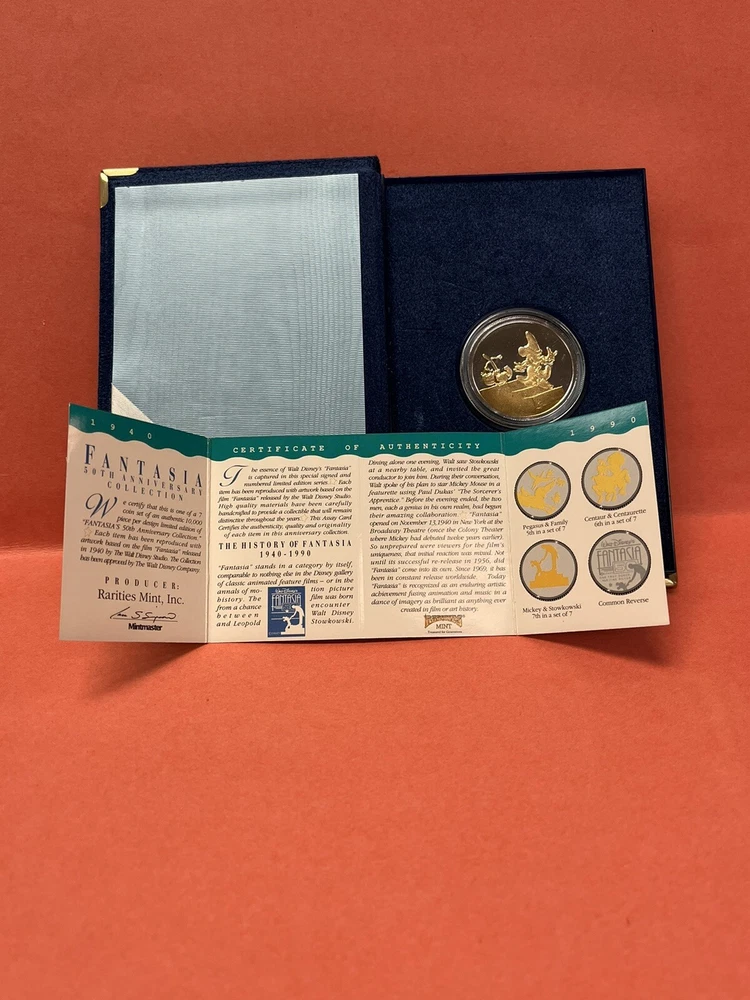 1940
FANTASIA
50TH ANNIVERSARY
COLLECTION
We certify that this is one of a 7
coin set of an authentic 10,000
piece per design limited edition of
"FANTASIA'S 50th Anniversary Collection."
Each item has been reproduced with
artwork based on the film "Fantasia" released
in 1940 by The Walt Disney Studio. The Collection
has been approved by The Walt Disney Company.
PRODUCER:
Rarities Mint, Inc.
Mintmaster
CERTIFICATE OF AUTHENTICITY
The essence of Walt Disney's "Fantasia"
is captured in this special signed and
numbered limited edition series. Each
item has been reproduced with artwork based on the
film "Fantasia" released by the Walt Disney Studio.
High quality materials have been carefully
handcrafted to provide a collectible that will remain
distinctive throughout the years. This Assay Card
Certifies the authenticity, quality and originality
of each item in this anniversary collection.
THE HISTORY OF FANTASIA
1940-1990
"Fantasia" stands in a category by itself,
comparable to nothing else in the Disney gallery
of classic animated feature films – or in the
annals of motion picture
history. The film was born
from a chance encounter
between Walt Disney
and Leopold Stowkowski.
Walt Disney's
FANTASIA
Dining alone one evening, Walt saw Stowkowski
at a nearby table, and invited the great
conductor to join him. During their conversation,
Walt spoke of his plan to star Mickey Mouse in a
featurette using Paul Dukas' "The Sorcerer's
Apprentice." Before the evening ended, the two
men, each a genius in his own realm, had begun
their amazing collaboration. "Fantasia"
opened on November 13,1940 in New York at the
Broadway Theatre (once the Colony Theater
where Mickey had debuted twelve years earlier).
So unprepared were viewers for the film's
uniqueness, that initial reaction was mixed. Not
until its successful re-release in 1956, did
"Fantasia" come into its own. Since 1969, it has
been in constant release worldwide. Today
"Fantasia" is recognized as an enduring artistic
achievement fusing animation and music in a
dance of imagery as brilliant as anything ever
created in film or art history.
MINT
1990
Pegasus & Family
5th in a set of 7
Centaur & Centaurette
6th in a set of 7
Mickey & Stowkowski
7th in a set of 7
FANTASIA
Common Reverse